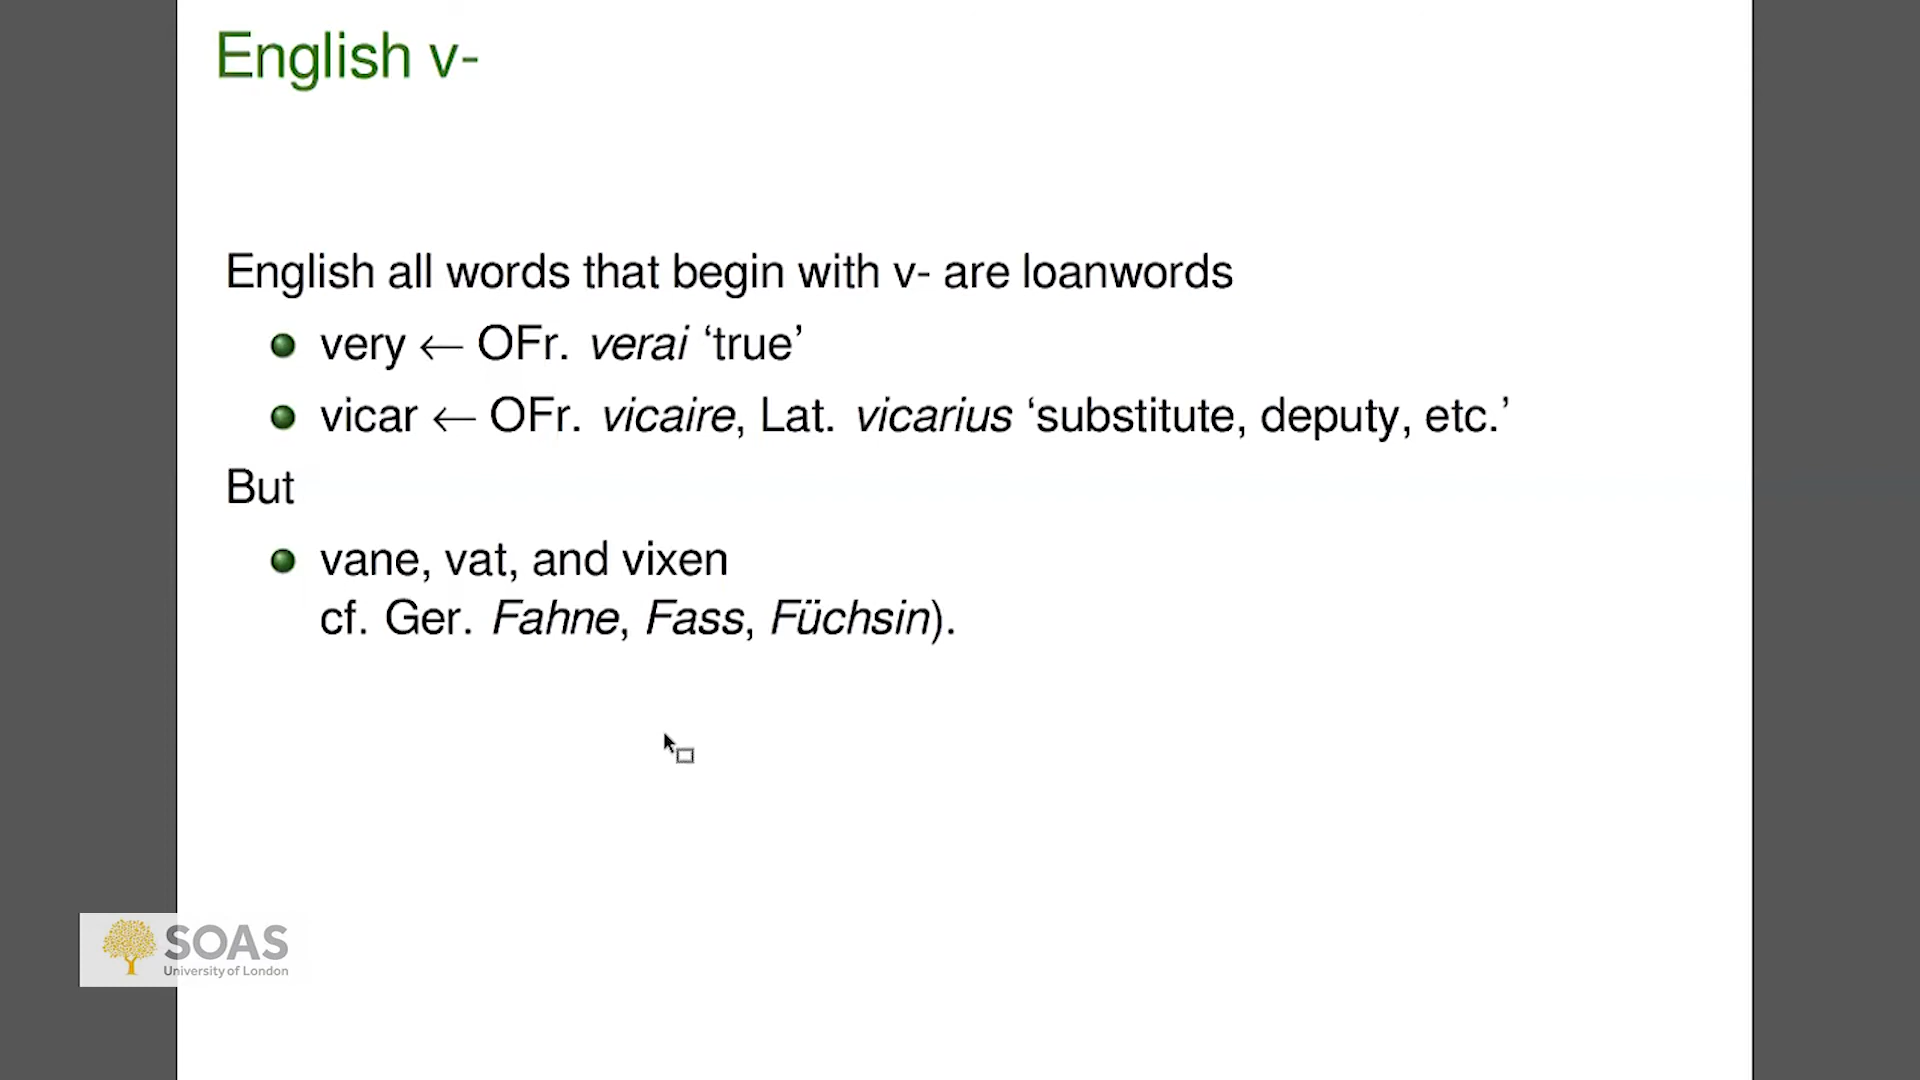 English v-
English all words that begin with v- are loanwords
very ← OFr. verai ‘true’
vicar ← OFr. vicaire, Lat. vicarius ‘substitute, deputy, etc.’
But
vane, vat, and vixen
cf. Ger. Fahne, Fass, Füchsin).
SOAS
University of London